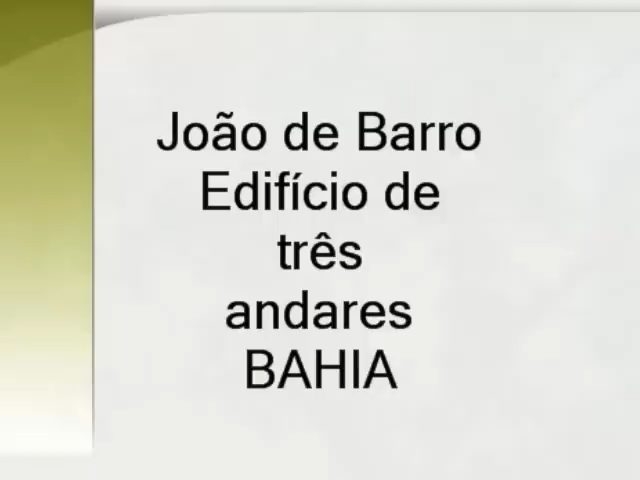 João de Barro
Edifício de
três
andares
BAHIA